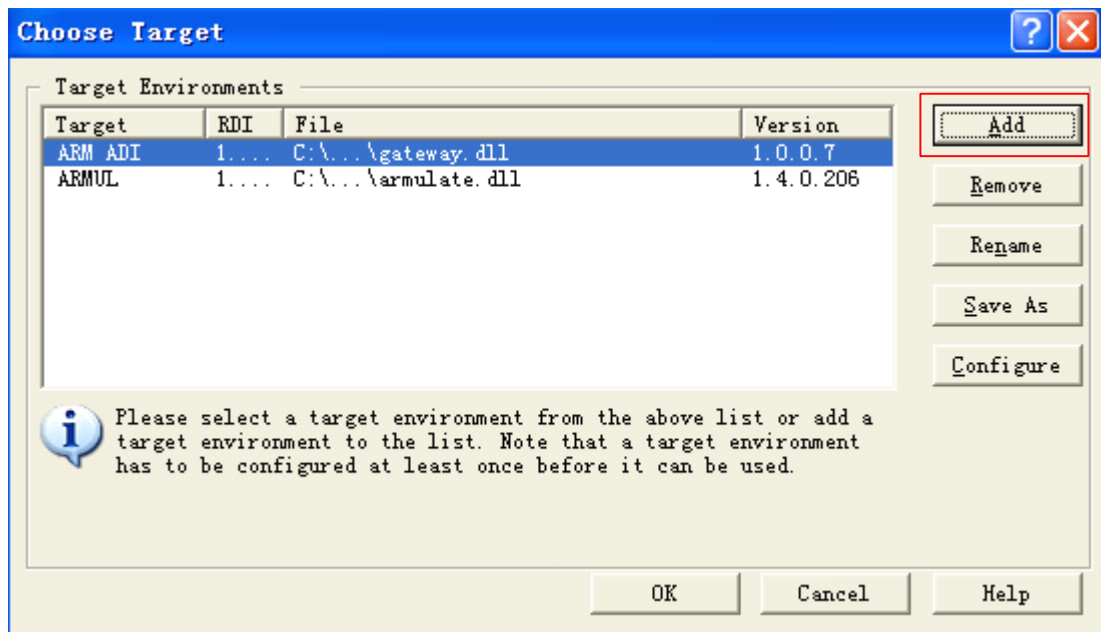 Choose Target
Target Environments
Target RDI File Version
ARM ADI 1.... C:\...\gateway.dll 1.0.0.7
ARMUL 1.... C:\...\armulate.dll 1.4.0.206
Add
Remove
Rename
Save As
Configure
Please select a target environment from the above list or add a
target environment to the list. Note that a target environment
has to be configured at least once before it can be used.
OK Cancel Help